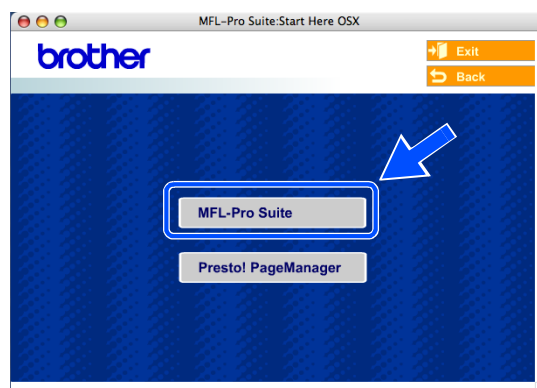 MFL-Pro Suite:Start Here OSX
brother
Exit
Back
MFL-Pro Suite
Presto! PageManager